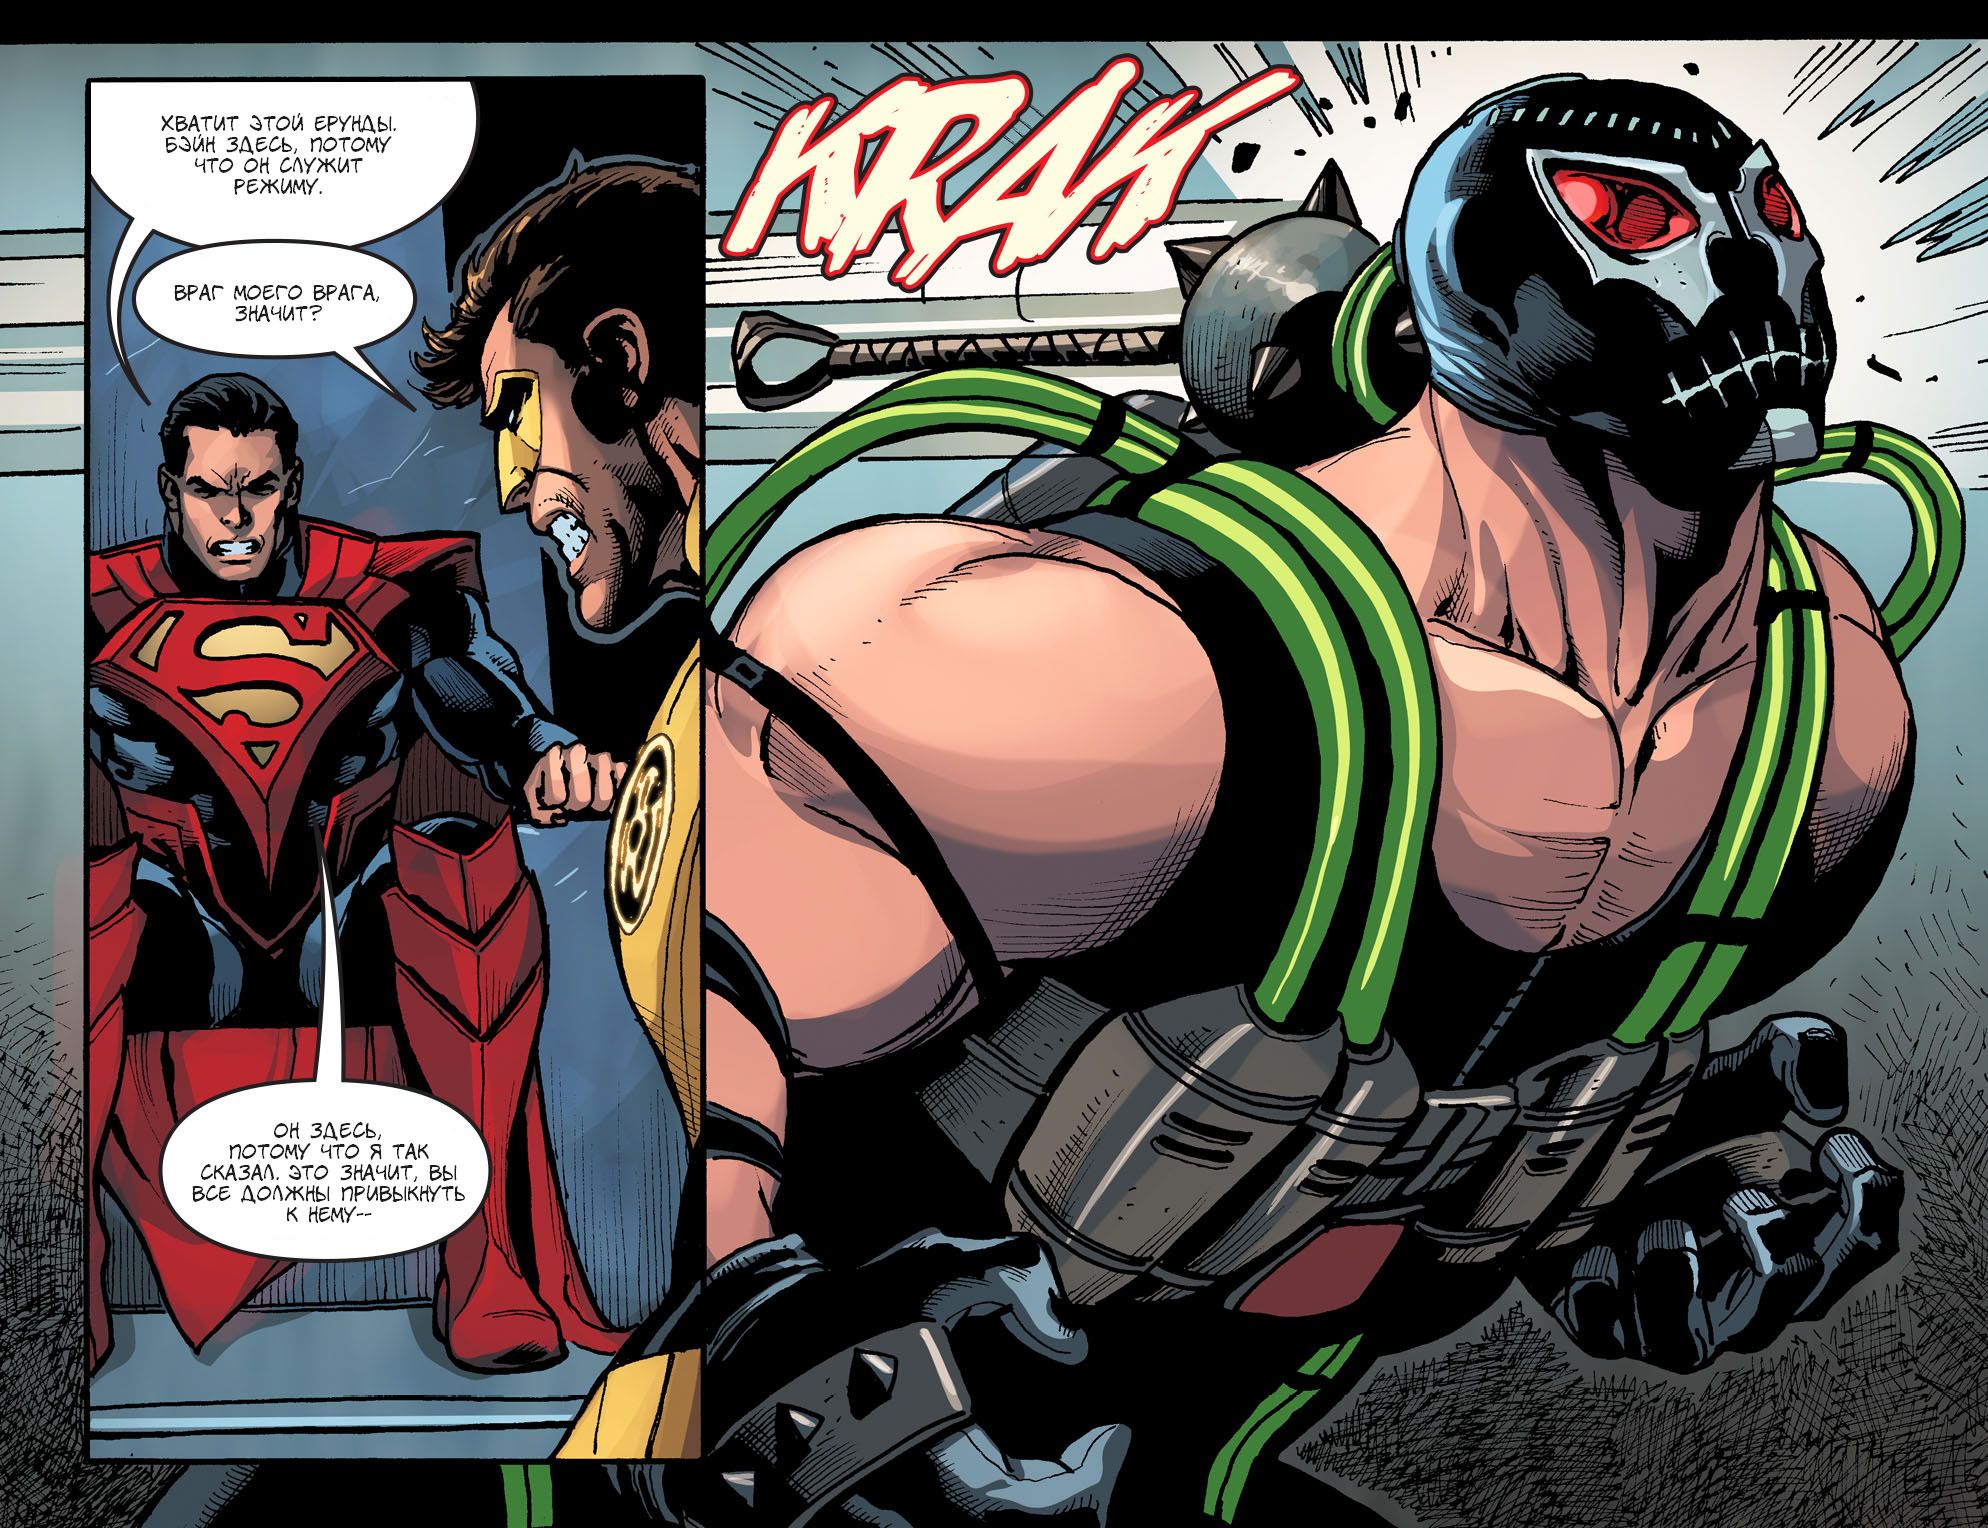 ХВАТИТ ЭТОЙ ЕРУНДЫ.
БЭЙН ЗДЕСЬ, ПОТОМУ
ЧТО ОН СЛУЖИТ
РЕЖИМУ.
ВРАГ МОЕГО ВРАГА,
ЗНАЧИТ?
ОН ЗДЕСЬ,
ПОТОМУ ЧТО Я ТАК
СКАЗАЛ. ЭТО ЗНАЧИТ, ВЫ
ВСЕ ДОЛЖНЫ ПРИВЫКНУТЬ
К НЕМУ--
KRAK
S